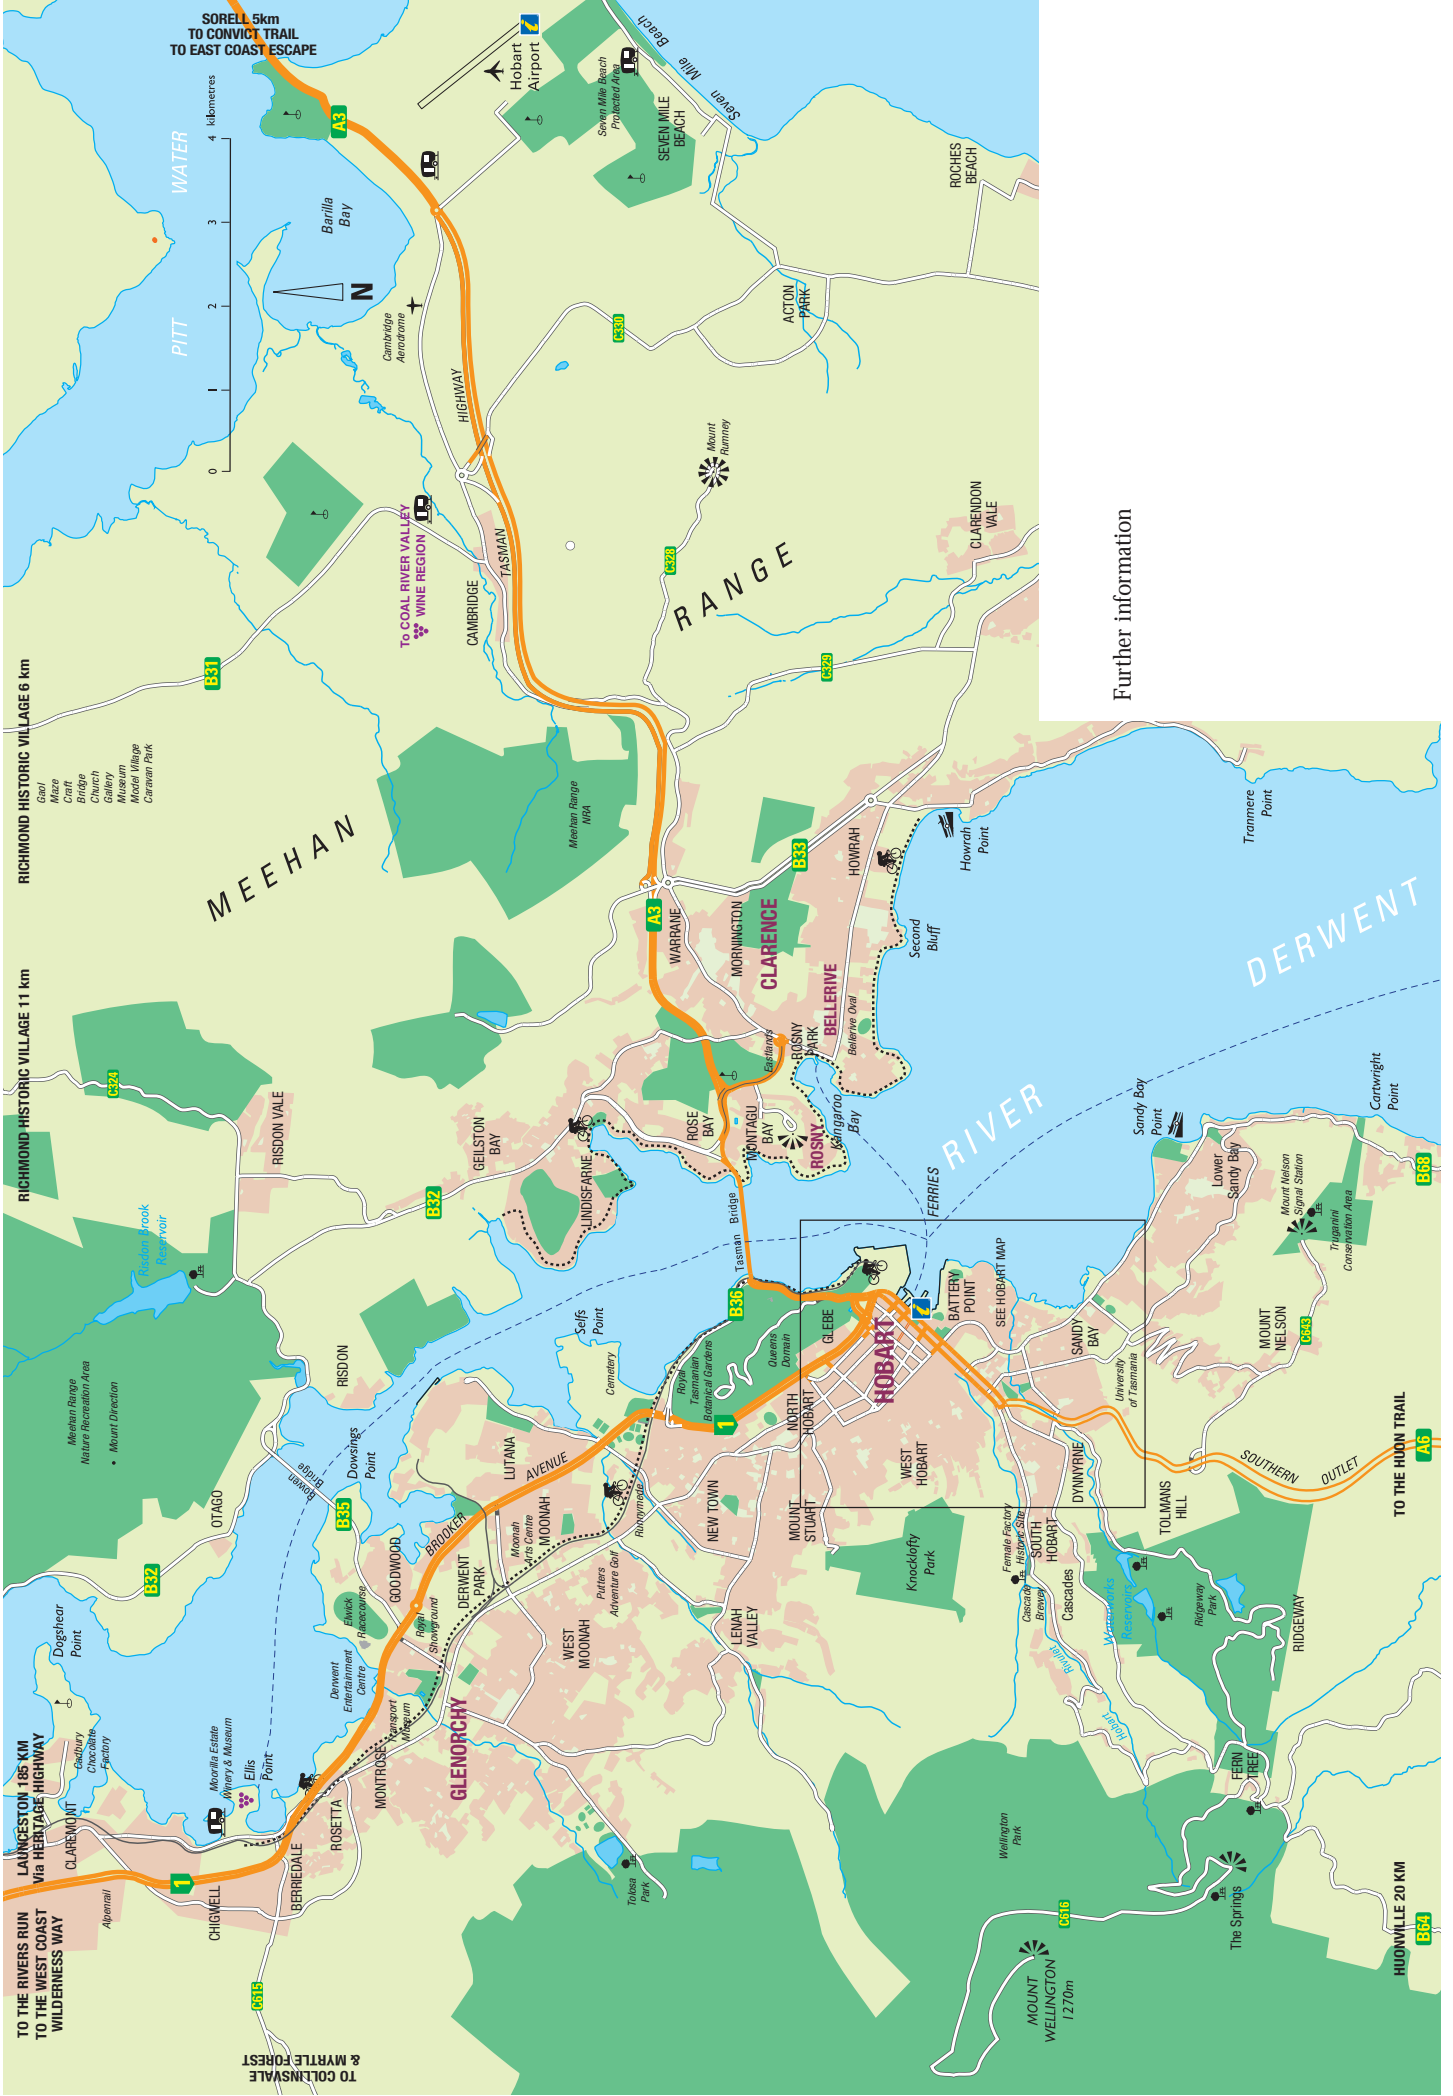 SORELL 5km
TO CONVICT TRAIL
TO EAST COAST ESCAPE
kilometres
0
1
2
3
4
PITT
WATER
Barilla
Bay
N
A3
i
Hobart
Airport
Seven Mile Beach
Protected Area
SEVEN MILE
BEACH
Seven
Mile
Beach
ROCHES
BEACH
Cambridge
Aerodrome
HIGHWAY
C330
ACTON
PARK
Mount
Rumney
CLARENDON
VALE
To COAL RIVER VALLEY
WINE REGION
CAMBRIDGE
TASMAN
C328
RANGE
C329
B31
RICHMOND HISTORIC VILLAGE 6 km
Gaol
Maze
Craft
Bridge
Church
Gallery
Museum
Model Village
Caravan Park
MEEHAN
Meehan Range
NRA
Further information
RICHMOND HISTORIC VILLAGE 11 km
C324
RISDON VALE
GEILSTON
BAY
B32
LINDISFARNE
A3
WARRANE
MORNINGTON
CLARENCE
B33
HOWRAH
Howrah
Point
Second
Bluff
Tranmere
Point
BELLERIVE
Bellerive Oval
ROSNY
PARK
Eastlands
ROSE
BAY
MONTAGU
BAY
ROSNY
Kangaroo
Bay
DERWENT
RIVER
FERRIES
Tasman Bridge
Sandy Bay
Point
Cartwright
Point
Lower
Sandy Bay
B68
Mount Nelson
Signal Station
Truganini
Conservation Area
MOUNT
NELSON
C643
Risdon Brook
Reservoir
Meehan Range
Nature Recreation Area
Mount Direction
RISDON
Bowen
Bridge
Dowsings
Point
OTAGO
B35
B32
Selfs
Point
Cemetery
B36
Royal
Tasmanian
Botanical Gardens
Queens
Domain
GLEBE
HOBART
i
BATTERY
POINT
SEE HOBART MAP
SANDY
BAY
University
of Tasmania
1
NORTH
HOBART
WEST
HOBART
DYNNYRNE
TOLMANS
HILL
SOUTHERN
OUTLET
A6
TO THE HUON TRAIL
LUTANA
AVENUE
BROOKER
Runnymede
NEW TOWN
MOUNT
STUART
Knocklofty
Park
Female Factory
Historic Site
SOUTH
HOBART
Cascade
Brewery
Cascades
Waterworks
Reservoirs
Ridgeway
Park
RIDGEWAY
MOONAH
Moonah
Arts Centre
DERWENT
PARK
GOODWOOD
Elwick
Racecourse
Royal
Showground
Putters
Adventure Golf
WEST
MOONAH
LENAH
VALLEY
Hobart
Rivulet
FERN
TREE
Dogshear
Point
Cadbury
Chocolate
Factory
Derwent
Entertainment
Centre
Transport
Museum
MONTROSE
GLENORCHY
Moorilla Estate
Winery & Museum
Ellis
Point
ROSETTA
BERRIEDALE
LAUNCESTON 185 KM
Via HERITAGE HIGHWAY
CLAREMONT
1
CHIGWELL
Alpenrail
TO THE RIVERS RUN
TO THE WEST COAST
WILDERNESS WAY
C615
TO COLLINSVALE
& MYRTLE FOREST
Tolosa
Park
Wellington
Park
C616
The Springs
MOUNT
WELLINGTON
1270m
HUONVILLE 20 KM
B64